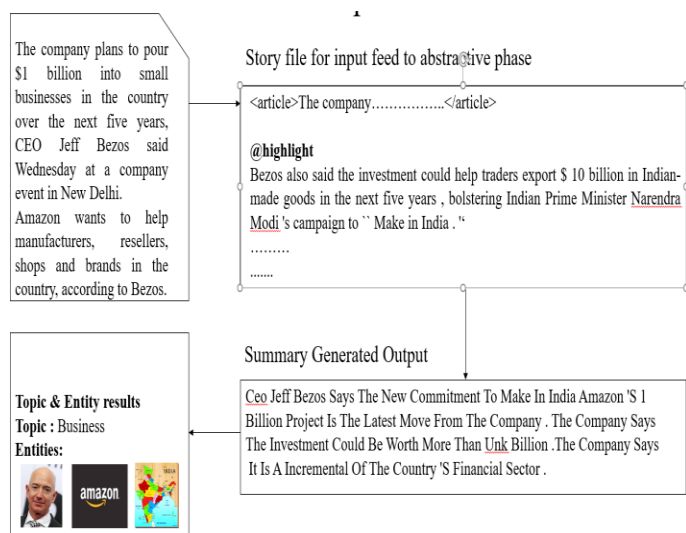 The company plans to pour
$1 billion into small
businesses in the country
over the next five years,
CEO Jeff Bezos said
Wednesday at a company
event in New Delhi.
Amazon wants to help
manufacturers, resellers,
shops and brands in the
country, according to Bezos.
Story file for input feed to abstractive phase
<article>The company……………..</article>
@highlight
Bezos also said the investment could help traders export $ 10 billion in Indian-
made goods in the next five years , bolstering Indian Prime Minister Narendra
Modi 's campaign to `` Make in India . '‘
………
.......
Summary Generated Output
Ceo Jeff Bezos Says The New Commitment To Make In India Amazon 'S 1
Billion Project Is The Latest Move From The Company . The Company Says
The Investment Could Be Worth More Than Unk Billion .The Company Says
It Is A Incremental Of The Country 'S Financial Sector .
Topic & Entity results
Topic : Business
Entities:
amazon
INDIA